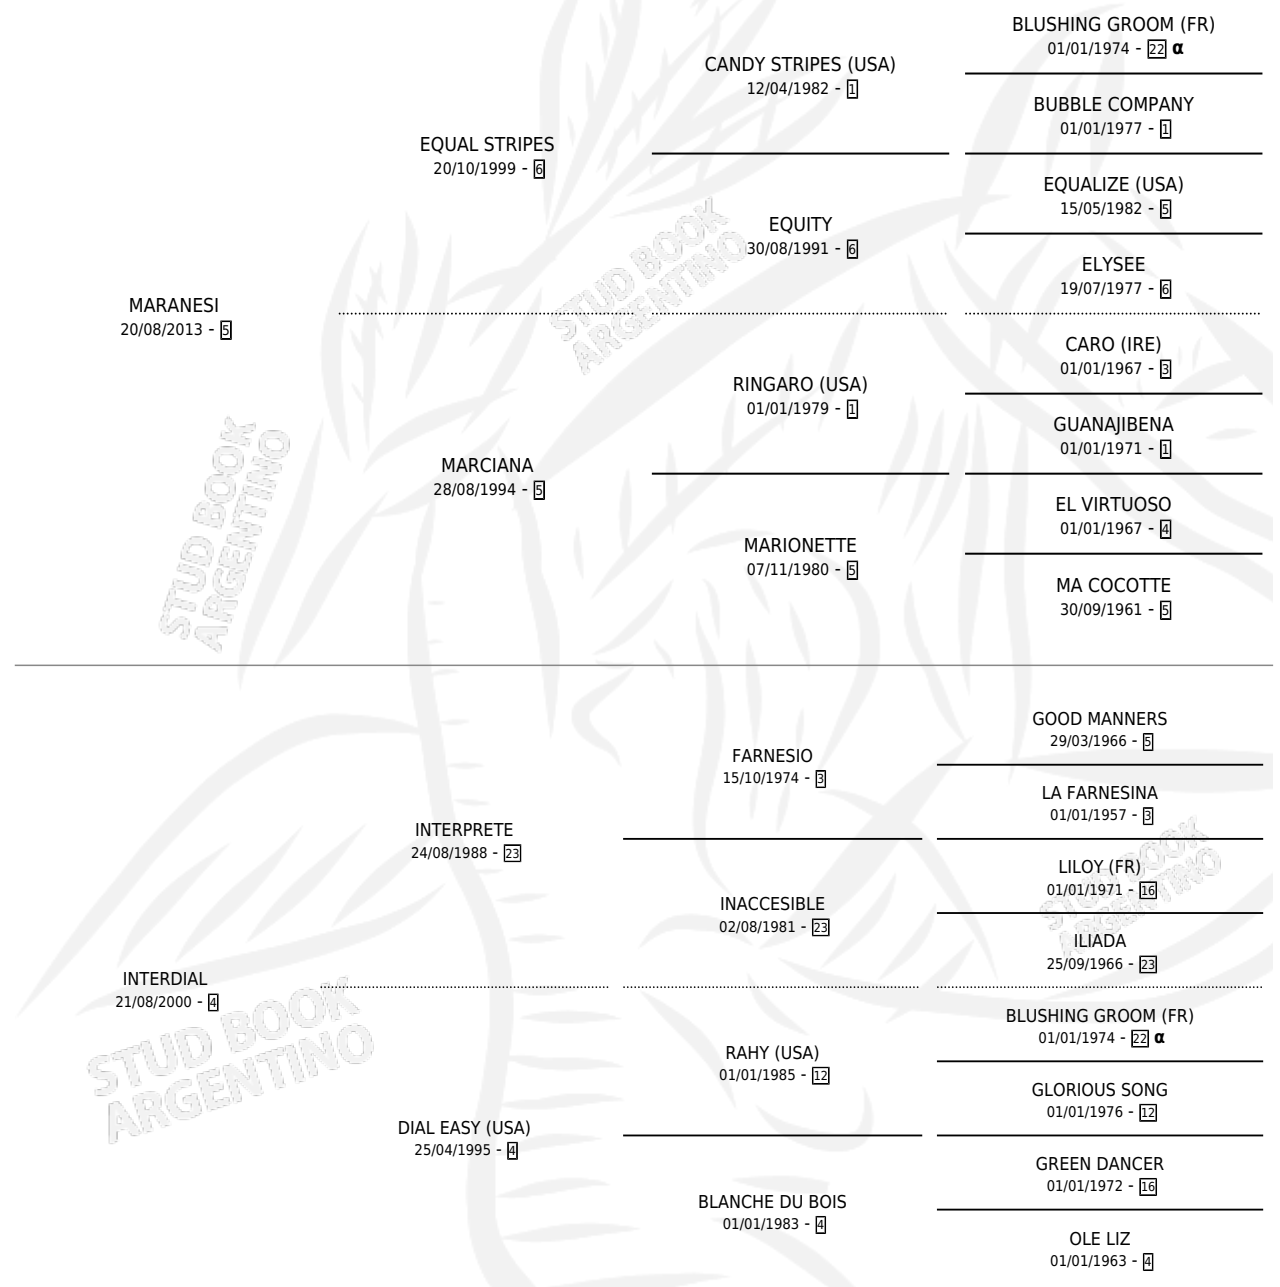 BLUSHING GROOM (FR)
01/01/1974 - 22 α
CANDY STRIPES (USA)
12/04/1982 - 1
BUBBLE COMPANY
01/01/1977 - 1
EQUAL STRIPES
20/10/1999 - 6
EQUALIZE (USA)
15/05/1982 - 5
EQUITY
30/08/1991 - 6
ELYSEE
19/07/1977 - 6
MARANESI
20/08/2013 - 5
CARO (IRE)
01/01/1967 - 3
RINGARO (USA)
01/01/1979 - 1
GUANAJIBENA
01/01/1971 - 1
MARCIANA
28/08/1994 - 5
EL VIRTUOSO
01/01/1967 - 4
MARIONETTE
07/11/1980 - 5
MA COCOTTE
30/09/1961 - 5
STUD BOOK
ARGENTINO
STUD BOOK
ARGENTINO
GOOD MANNERS
29/03/1966 - 5
FARNESIO
15/10/1974 - 3
LA FARNESINA
01/01/1957 - 3
INTERPRETE
24/08/1988 - 23
LILOY (FR)
01/01/1971 - 16
INACCESIBLE
02/08/1981 - 23
ILIADA
25/09/1966 - 23
INTERDIAL
21/08/2000 - 4
BLUSHING GROOM (FR)
01/01/1974 - 22 α
RAHY (USA)
01/01/1985 - 12
GLORIOUS SONG
01/01/1976 - 12
DIAL EASY (USA)
25/04/1995 - 4
GREEN DANCER
01/01/1972 - 16
BLANCHE DU BOIS
01/01/1983 - 4
OLE LIZ
01/01/1963 - 4
STUD BOOK
ARGENTINO
STUD BOOK
ARGENTINO